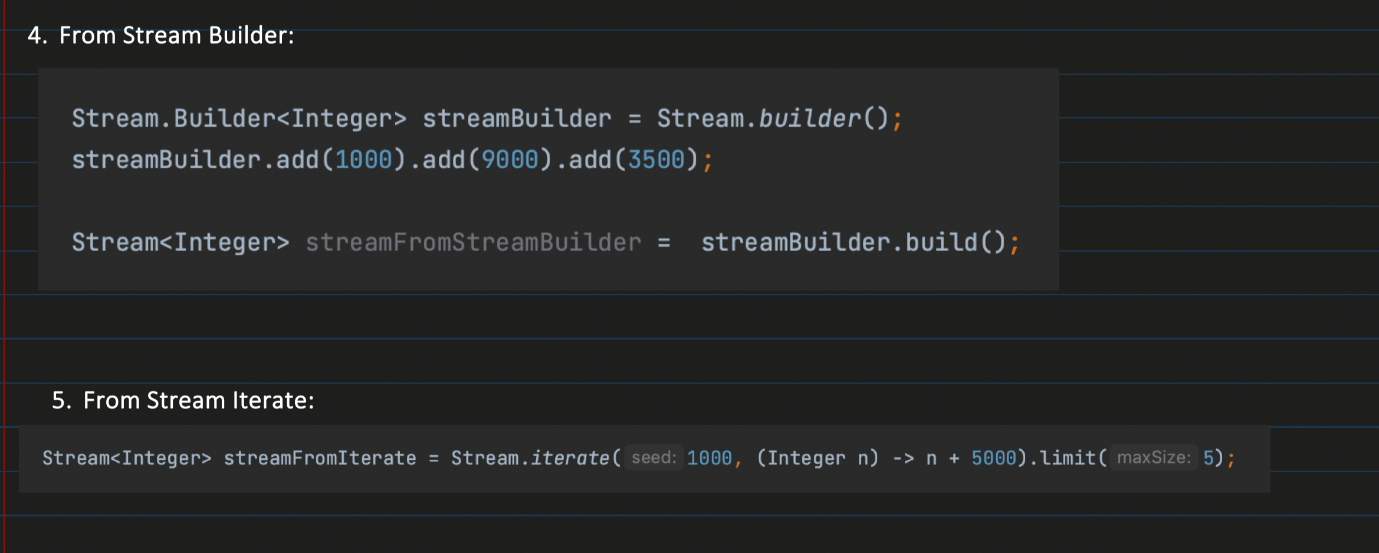 4. From Stream Builder:
Stream.Builder<Integer> streamBuilder = Stream.builder();
streamBuilder.add(1000).add(9000).add(3500);
Stream<Integer> streamFromStreamBuilder =  streamBuilder.build();
5. From Stream Iterate:
Stream<Integer> streamFromIterate = Stream.iterate( seed: 1000, (Integer n) -> n + 5000).limit( maxSize: 5);